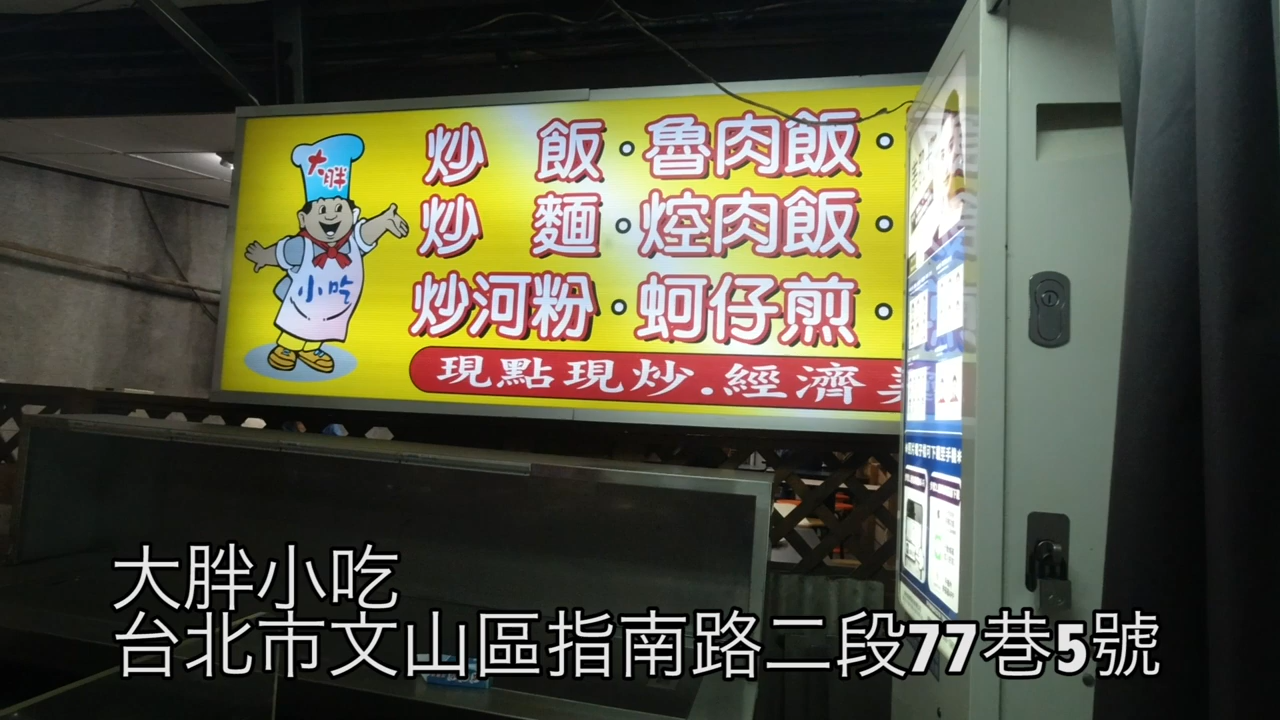 大胖
小吃
炒飯·魯肉飯·
炒麵·焢肉飯·
炒河粉·蚵仔煎·
現點現炒.經濟
大胖小吃
台北市文山區指南路二段77巷5號